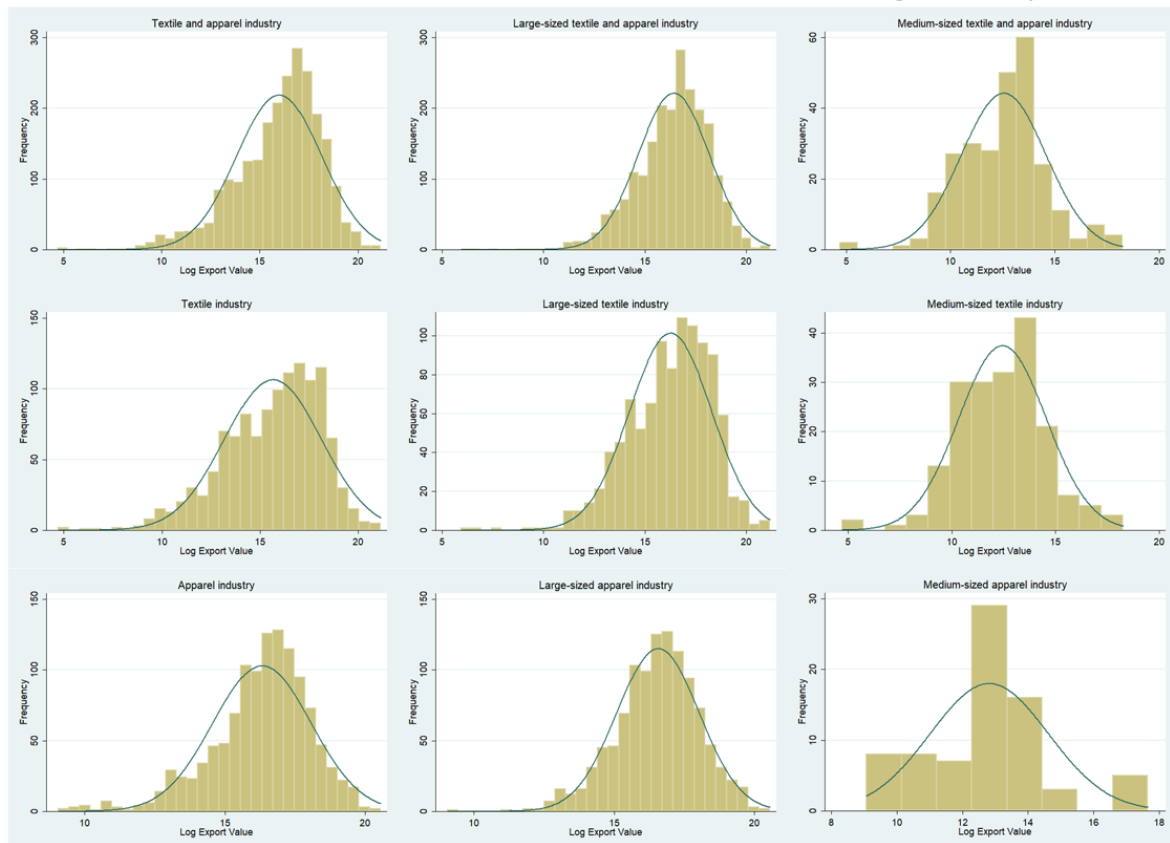 Textile and apparel industry
Large-sized textile and apparel industry
Medium-sized textile and apparel industry
Frequency
0 100 200 300
5 10 15 20
Log Export Value
Frequency
0 100 200 300
5 10 15 20
Log Export Value
Frequency
0 20 40 60
5 10 15 20
Log Export Value
Textile industry
Large-sized textile industry
Medium-sized textile industry
Frequency
0 50 100 150
5 10 15 20
Log Export Value
Frequency
0 20 40 60 80 00
5 10 15 20
Log Export Value
Frequency
0 10 20 30 40
5 10 15 20
Log Export Value
Apparel industry
Large-sized apparel industry
Medium-sized apparel industry
Frequency
0 50 100 150
10 15 20
Log Export Value
Frequency
0 50 100 150
10 15 20
Log Export Value
Frequency
0 10 20 30
8 10 12 14 16 18
Log Export Value